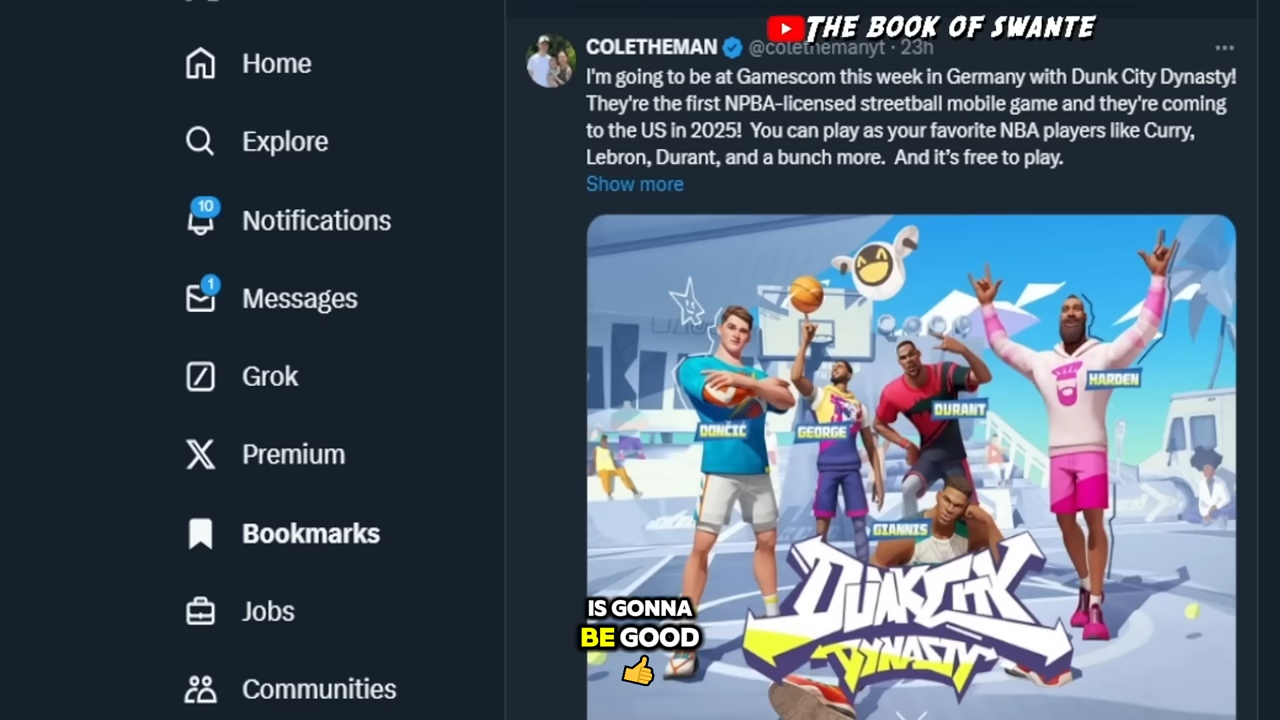 THE BOOK OF SWANTE
COLETHEMAN @colethemanyt · 23h
I'm going to be at Gamescom this week in Germany with Dunk City Dynasty!
They're the first NPBA-licensed streetball mobile game and they're coming
to the US in 2025! You can play as your favorite NBA players like Curry,
Lebron, Durant, and a bunch more. And it's free to play.
Show more
10
Home
Explore
Notifications
1
Messages
Grok
Premium
Bookmarks
Jobs
Communities
HARDEN
DURANT
DONČIĆ
GEORGE
GIANNIS
DUNK CITY
DYNASTY
IS GONNA
BE GOOD